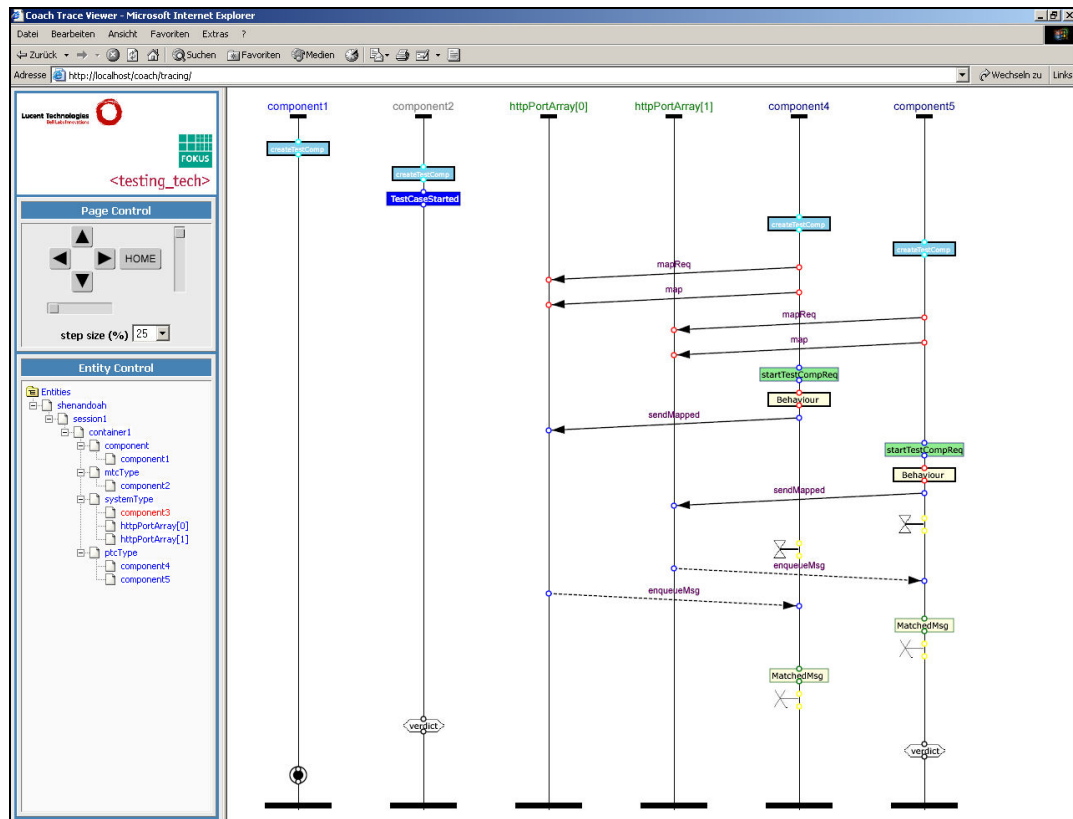 Coach Trace Viewer - Microsoft Internet Explorer
Datei Bearbeiten Ansicht Favoriten Extras ?
Zurück Suchen Favoriten Medien
Adresse http://localhost/coach/tracing/ Wechseln zu Links
Lucent Technologies
Bell Labs Innovations
FOKUS
<testing_tech>
Page Control
HOME
step size (%) 25
Entity Control
Entities
shenandoah
session1
container1
component
component1
mtcType
component2
systemType
component3
httpPortArray[0]
httpPortArray[1]
ptcType
component4
component5
component1 component2 httpPortArray[0] httpPortArray[1] component4 component5
createTestComp
createTestComp
TestCaseStarted
createTestComp
createTestComp
mapReq
map
mapReq
map
startTestCompReq
Behaviour
sendMapped
startTestCompReq
Behaviour
sendMapped
enqueueMsg
enqueueMsg
MatchedMsg
MatchedMsg
verdict
verdict